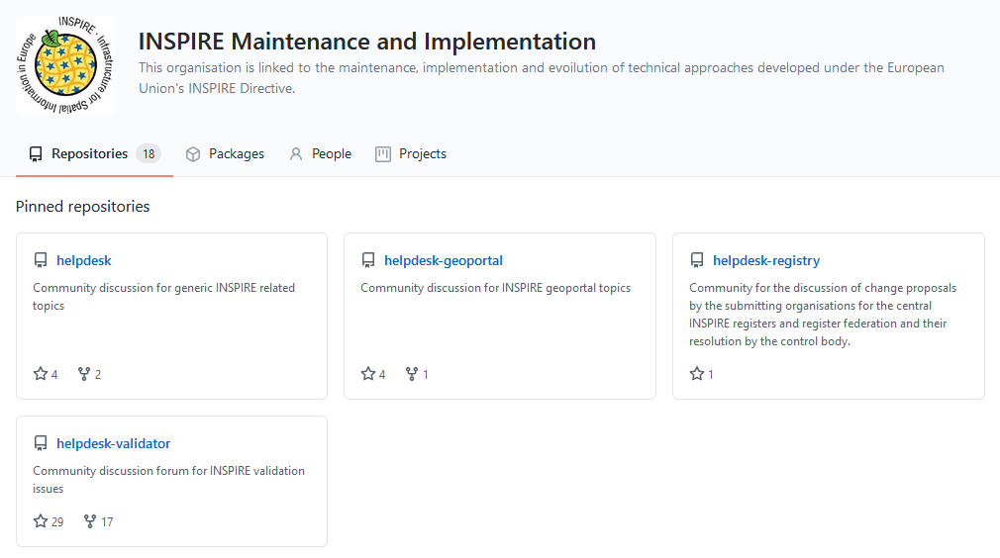 INSPIRE · Infrastructure for Spatial Information in Europe
INSPIRE Maintenance and Implementation
This organisation is linked to the maintenance, implementation and evoilution of technical approaches developed under the European
Union's INSPIRE Directive.
Repositories 18 Packages People Projects
Pinned repositories
helpdesk
Community discussion for generic INSPIRE related
topics
4 2
helpdesk-geoportal
Community discussion for INSPIRE geoportal topics
4 1
helpdesk-registry
Community for the discussion of change proposals
by the submitting organisations for the central
INSPIRE registers and register federation and their
resolution by the control body.
1
helpdesk-validator
Community discussion forum for INSPIRE validation
issues
29 17